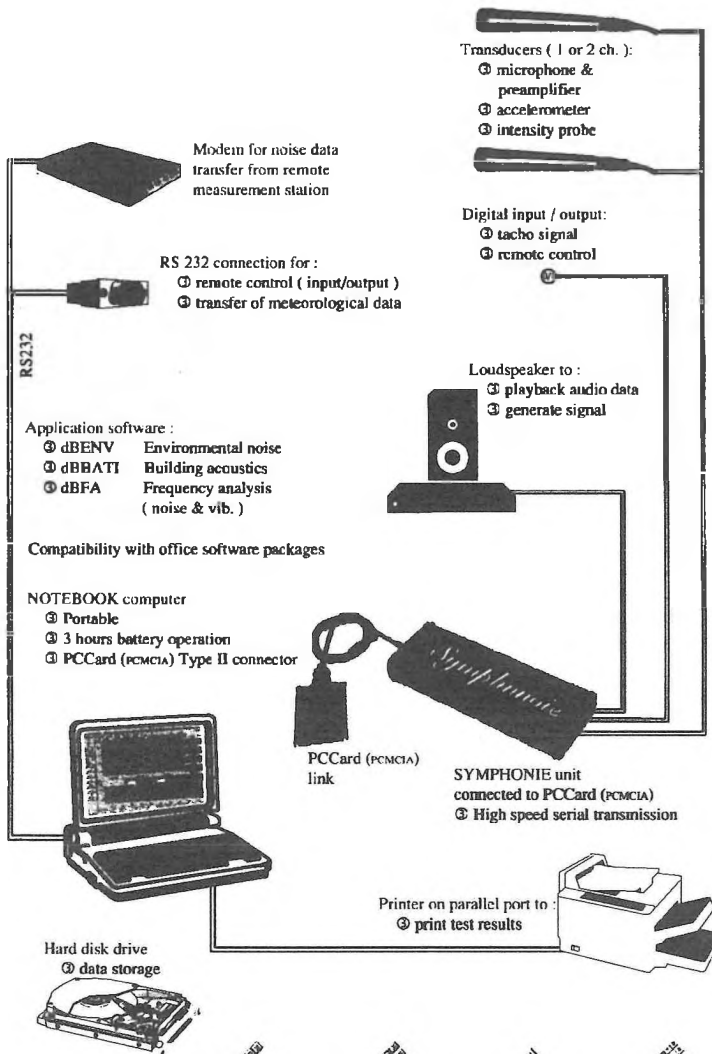 Transducers ( 1 or 2 ch. ):
③ microphone &
preamplifier
③ accelerometer
③ intensity probe
Modem for noise data
transfer from remote
measurement station
Digital input / output:
③ tacho signal
③ remote control
RS 232 connection for :
③ remote control ( input/output )
③ transfer of meteorological data
RS232
Loudspeaker to :
③ playback audio data
③ generate signal
Application software :
③ dBENV Environmental noise
③ dBBATI Building acoustics
③ dBFA Frequency analysis
( noise & vib. )
Compatibility with office software packages
NOTEBOOK computer
③ Portable
③ 3 hours battery operation
③ PCCard (PCMCIA) Type II connector
Symphonie
PCCard (PCMCIA)
link
SYMPHONIE unit
connected to PCCard (PCMCIA)
③ High speed serial transmission
Printer on parallel port to :
③ print test results
Hard disk drive
③ data storage